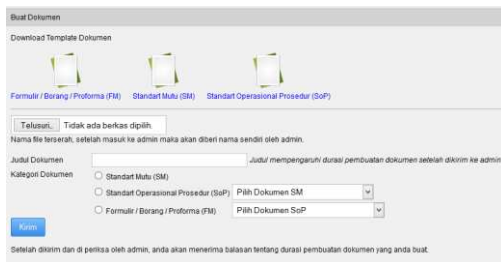 Buat Dokumen
Download Template Dokumen
Formulir / Borang / Proforma (FM) Standart Mutu (SM) Standart Operasional Prosedur (SoP)
Telusuri.. Tidak ada berkas dipilih.
Nama file terserah, setelah masuk ke admin maka akan diberi nama sendiri oleh admin.
Judul Dokumen Judul mempengaruhi durasi pembuatan dokumen setelah dikirim ke admin
Kategori Dokumen Standart Mutu (SM)
Standart Operasional Prosedur (SoP) Pilih Dokumen SM
Formulir / Borang / Proforma (FM) Pilih Dokumen SoP
Kirim
Setelah dikirim dan di periksa oleh admin, anda akan menerima balasan tentang durasi pembuatan dokumen yang anda buat.